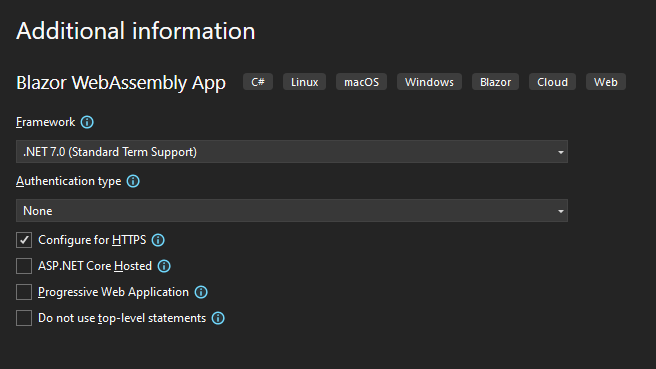 Additional information
Blazor WebAssembly App C# Linux macOS Windows Blazor Cloud Web
Framework
.NET 7.0 (Standard Term Support)
Authentication type
None
Configure for HTTPS
ASP.NET Core Hosted
Progressive Web Application
Do not use top-level statements